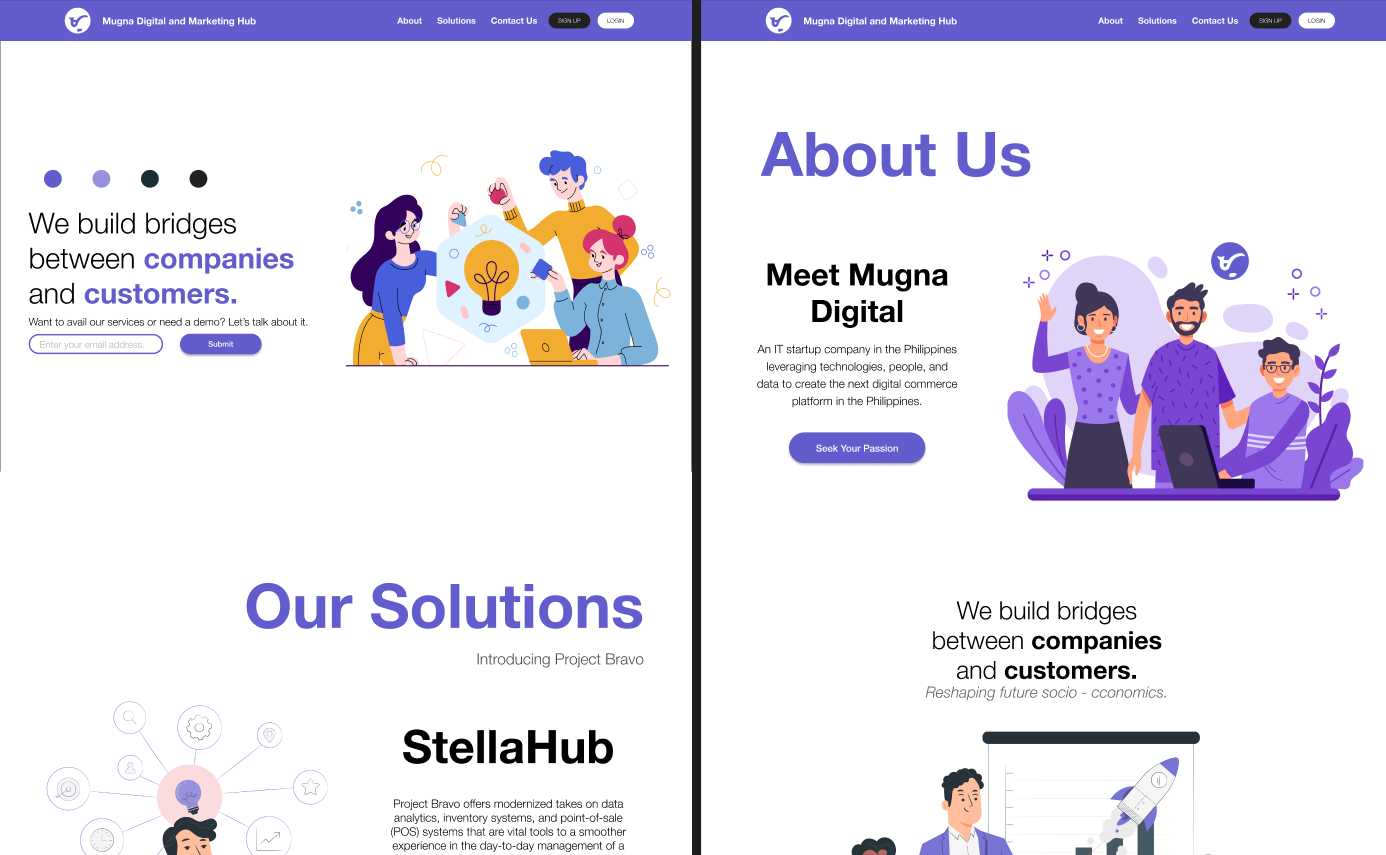 Mugna Digital and Marketing Hub
About Solutions Contact Us SIGN UP LOGIN
We build bridges
between companies
and customers.
Want to avail our services or need a demo? Let's talk about it.
Enter your email address.
Submit
Our Solutions
Introducing Project Bravo
StellaHub
Project Bravo offers modernized takes on data
analytics, inventory systems, and point-of-sale
(POS) systems that are vital tools to a smoother
experience in the day-to-day management of a
Mugna Digital and Marketing Hub
About Solutions Contact Us SIGN UP LOGIN
About Us
Meet Mugna
Digital
An IT startup company in the Philippines
leveraging technologies, people, and
data to create the next digital commerce
platform in the Philippines.
Seek Your Passion
We build bridges
between companies
and customers.
Reshaping future socio - cconomics.